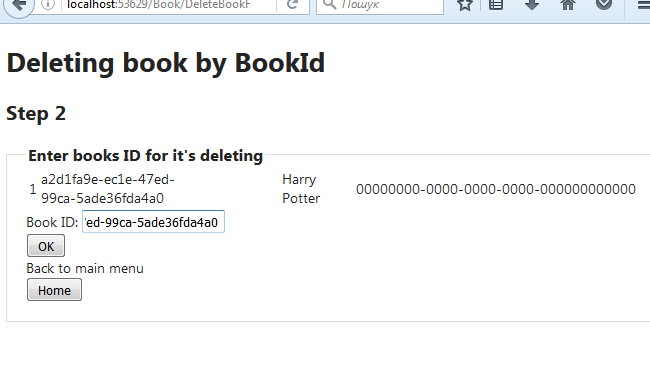 localhost:53629/Book/DeleteBookF
Пошук
Deleting book by BookId
Step 2
Enter books ID for it's deleting
1 a2d1fa9e-ec1e-47ed-99ca-5ade36fda4a0 Harry Potter 00000000-0000-0000-0000-000000000000
Book ID: ed-99ca-5ade36fda4a0
OK
Back to main menu
Home